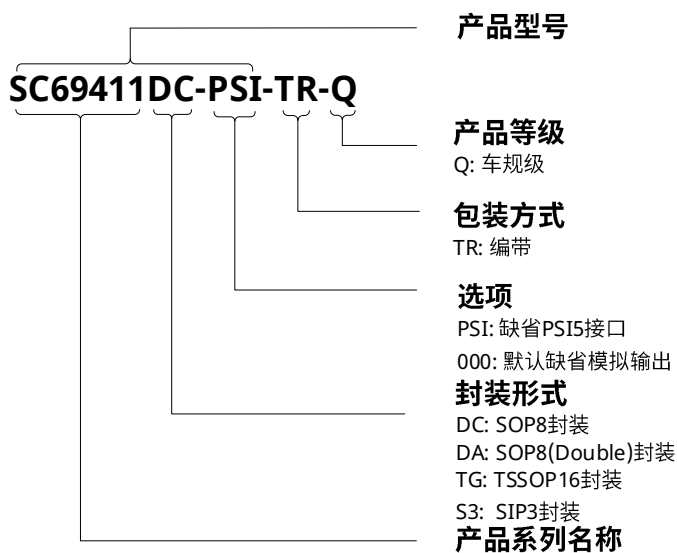 产品型号
SC69411DC-PSI-TR-Q
产品等级
Q: 车规级
包装方式
TR: 编带
选项
PSI: 缺省PSI5接口
000: 默认缺省模拟输出
封装形式
DC: SOP8封装
DA: SOP8(Double)封装
TG: TSSOP16封装
S3: SIP3封装
产品系列名称